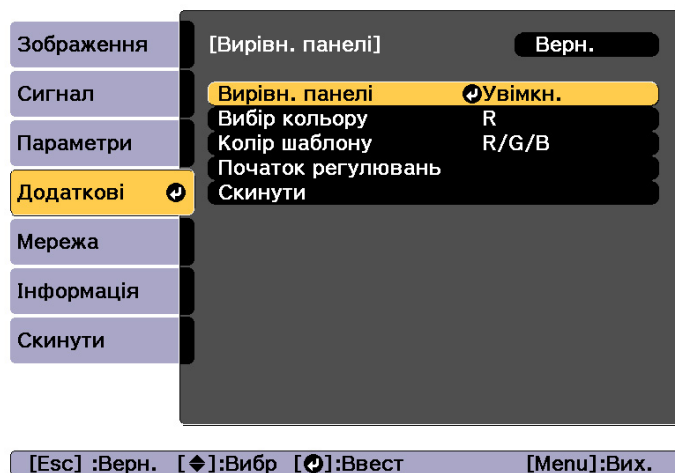 Зображення
Сигнал
Параметри
Додаткові
Мережа
Інформація
Скинути
[Вирівн. панелі] Верн.
Вирівн. панелі Увімкн.
Вибір кольору R
Колір шаблону R/G/B
Початок регулювань
Скинути
[Esc] :Верн. [◆]:Вибр [↵]:Ввест [Menu]:Вих.